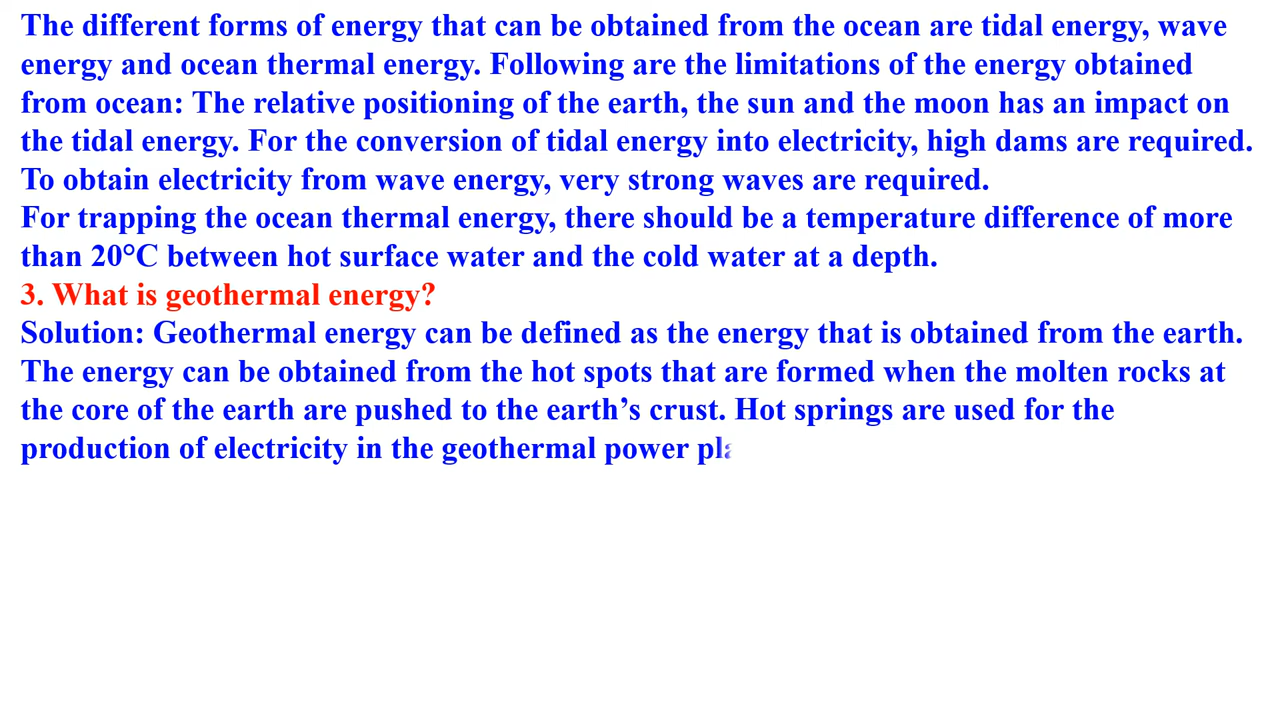 The different forms of energy that can be obtained from the ocean are tidal energy, wave
energy and ocean thermal energy. Following are the limitations of the energy obtained
from ocean: The relative positioning of the earth, the sun and the moon has an impact on
the tidal energy. For the conversion of tidal energy into electricity, high dams are required.
To obtain electricity from wave energy, very strong waves are required.
For trapping the ocean thermal energy, there should be a temperature difference of more
than 20°C between hot surface water and the cold water at a depth.
3. What is geothermal energy?
Solution: Geothermal energy can be defined as the energy that is obtained from the earth.
The energy can be obtained from the hot spots that are formed when the molten rocks at
the core of the earth are pushed to the earth’s crust. Hot springs are used for the
production of electricity in the geothermal power